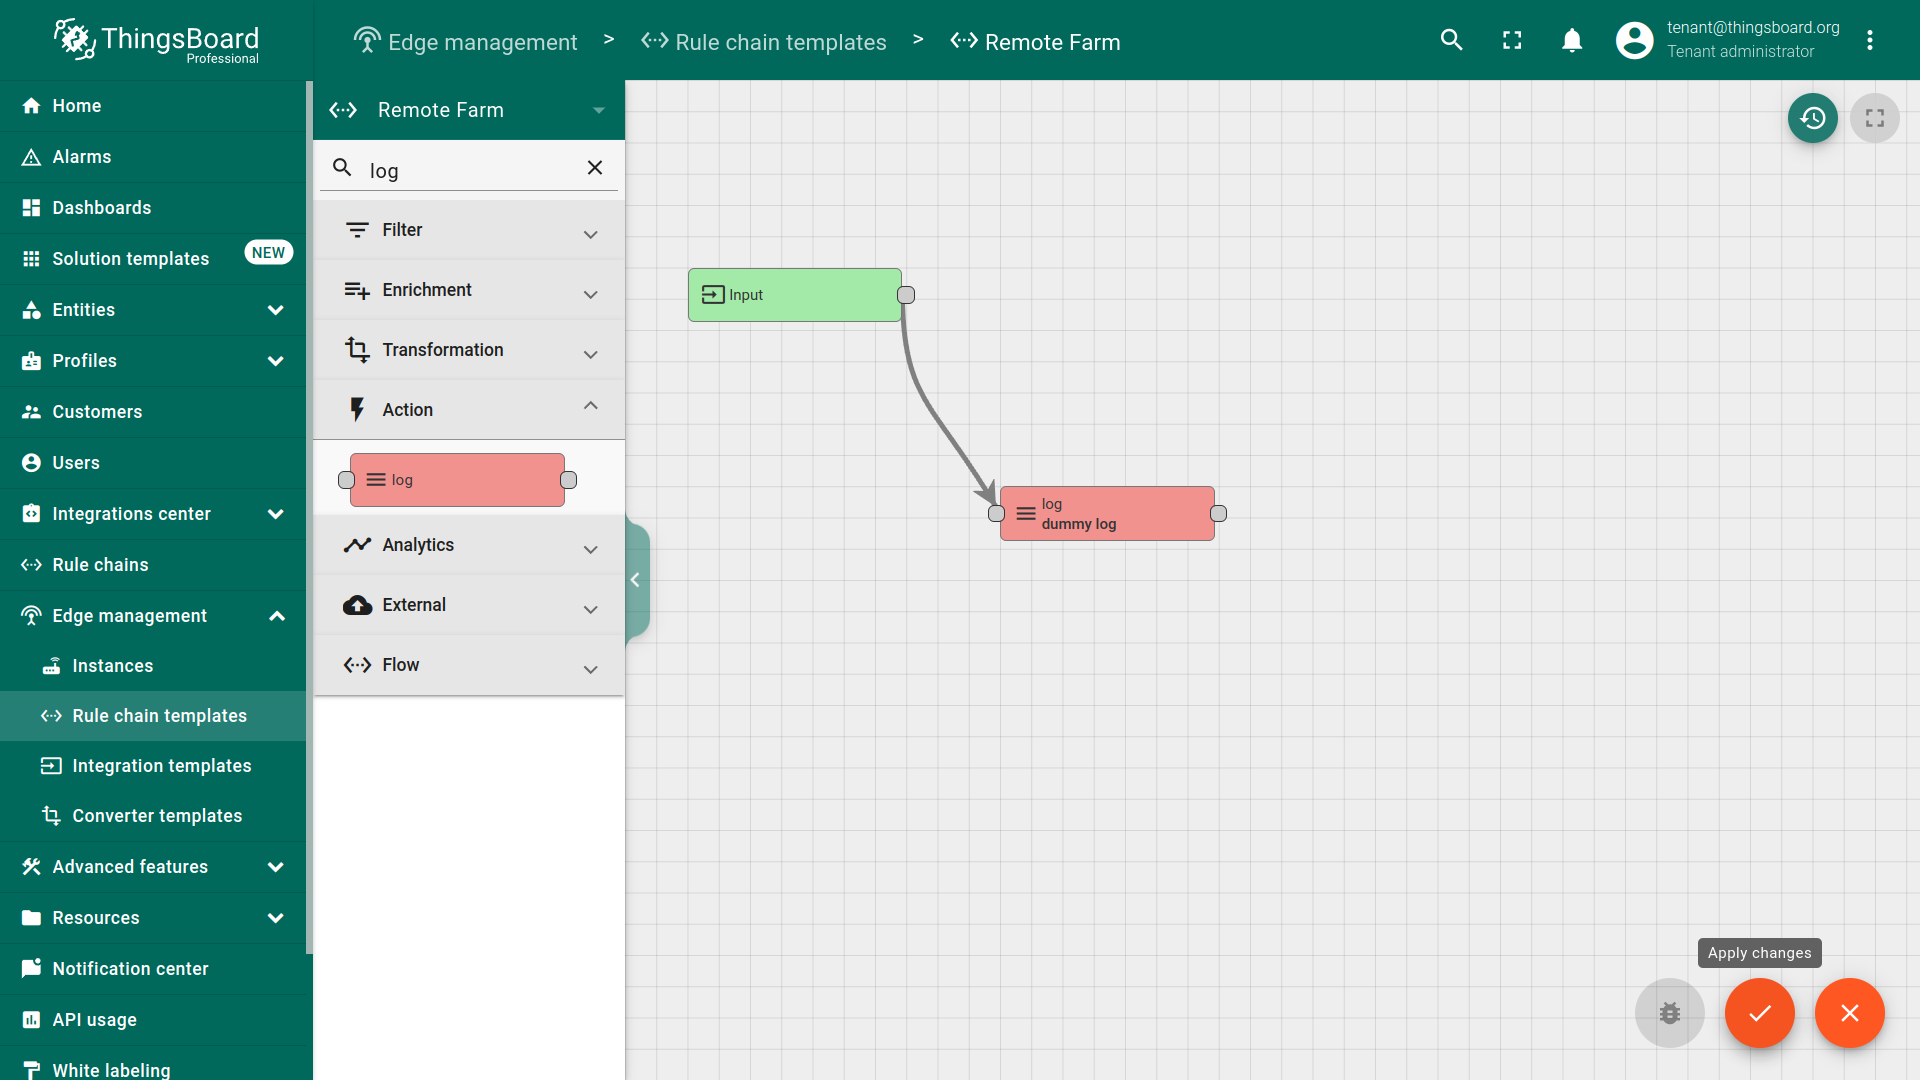 ThingsBoard
Professional
Edge management > Rule chain templates > Remote Farm
tenant@thingsboard.org
Tenant administrator
Home
Alarms
Dashboards
Solution templates NEW
Entities
Profiles
Customers
Users
Integrations center
Rule chains
Edge management
Instances
Rule chain templates
Integration templates
Converter templates
Advanced features
Resources
Notification center
API usage
White labeling
Remote Farm
log
Filter
Enrichment
Transformation
Action
log
Analytics
External
Flow
Input
log
dummy log
Apply changes